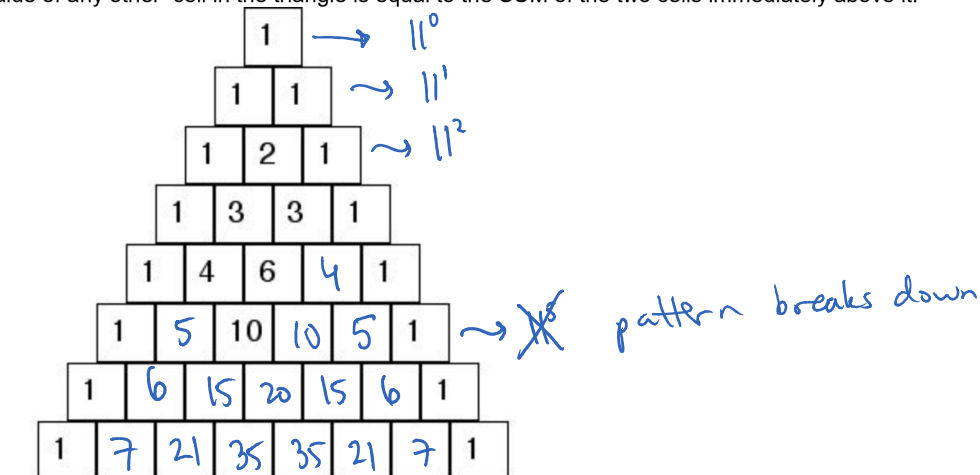 value of any other cell in the triangle is equal to the SUM of the two cells immediately above it.
1 → 11⁰
1 1 → 11¹
1 2 1 → 11²
1 3 3 1
1 4 6 4 1
1 5 10 10 5 1 → pattern breaks down
1 6 15 20 15 6 1
1 7 21 35 35 21 7 1